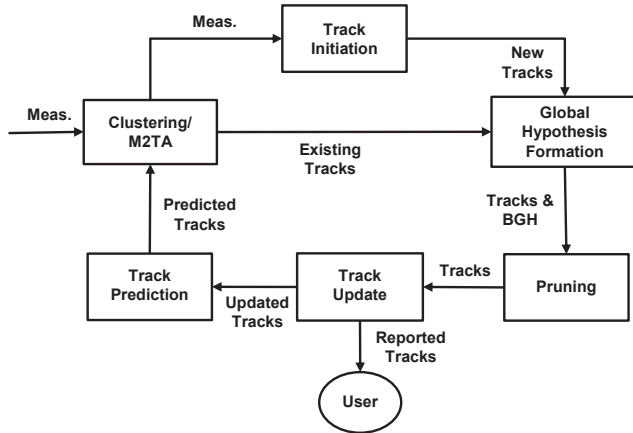 Meas.
Track
Initiation
New
Tracks
Meas.
Clustering/
M2TA
Existing
Tracks
Global
Hypothesis
Formation
Predicted
Tracks
Tracks &
BGH
Track
Prediction
Updated
Tracks
Track
Update
Tracks
Pruning
Reported
Tracks
User